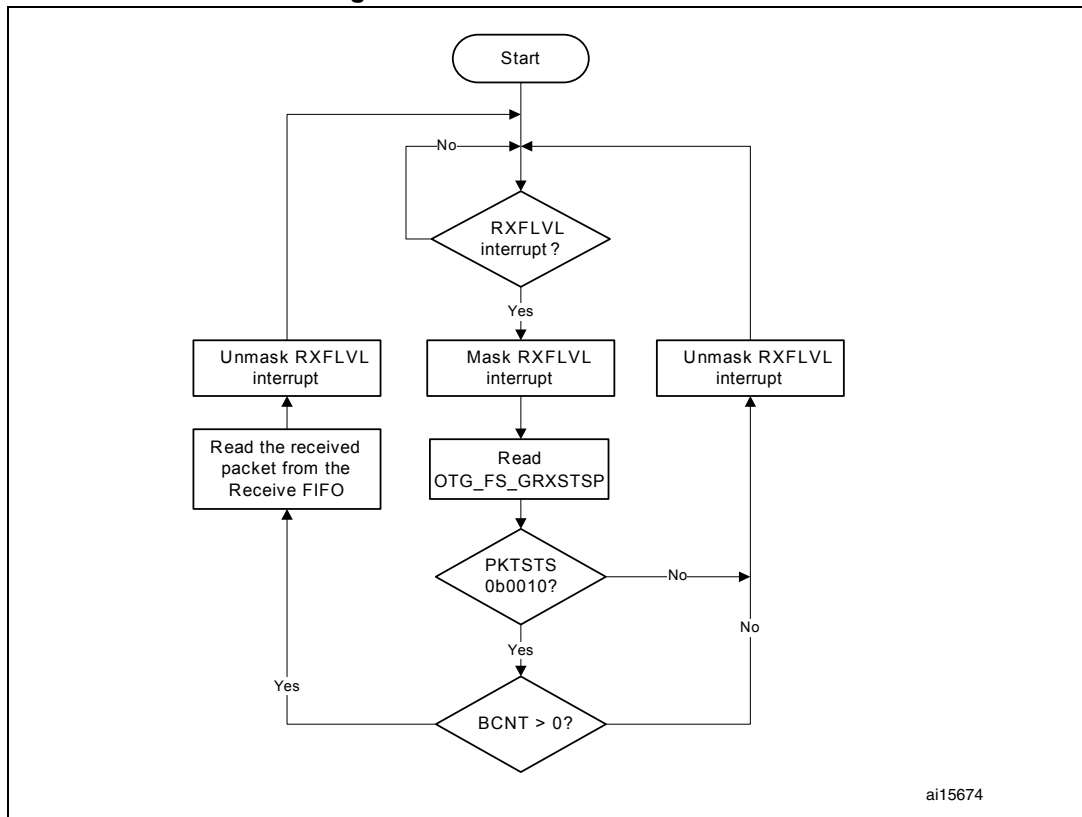 Start
No
RXFLVL
interrupt ?
Yes
Unmask RXFLVL
interrupt
Mask RXFLVL
interrupt
Unmask RXFLVL
interrupt
Read the received
packet from the
Receive FIFO
Read
OTG_FS_GRXSTSP
PKTSTS
0b0010?
No
No
Yes
Yes
BCNT > 0?
ai15674